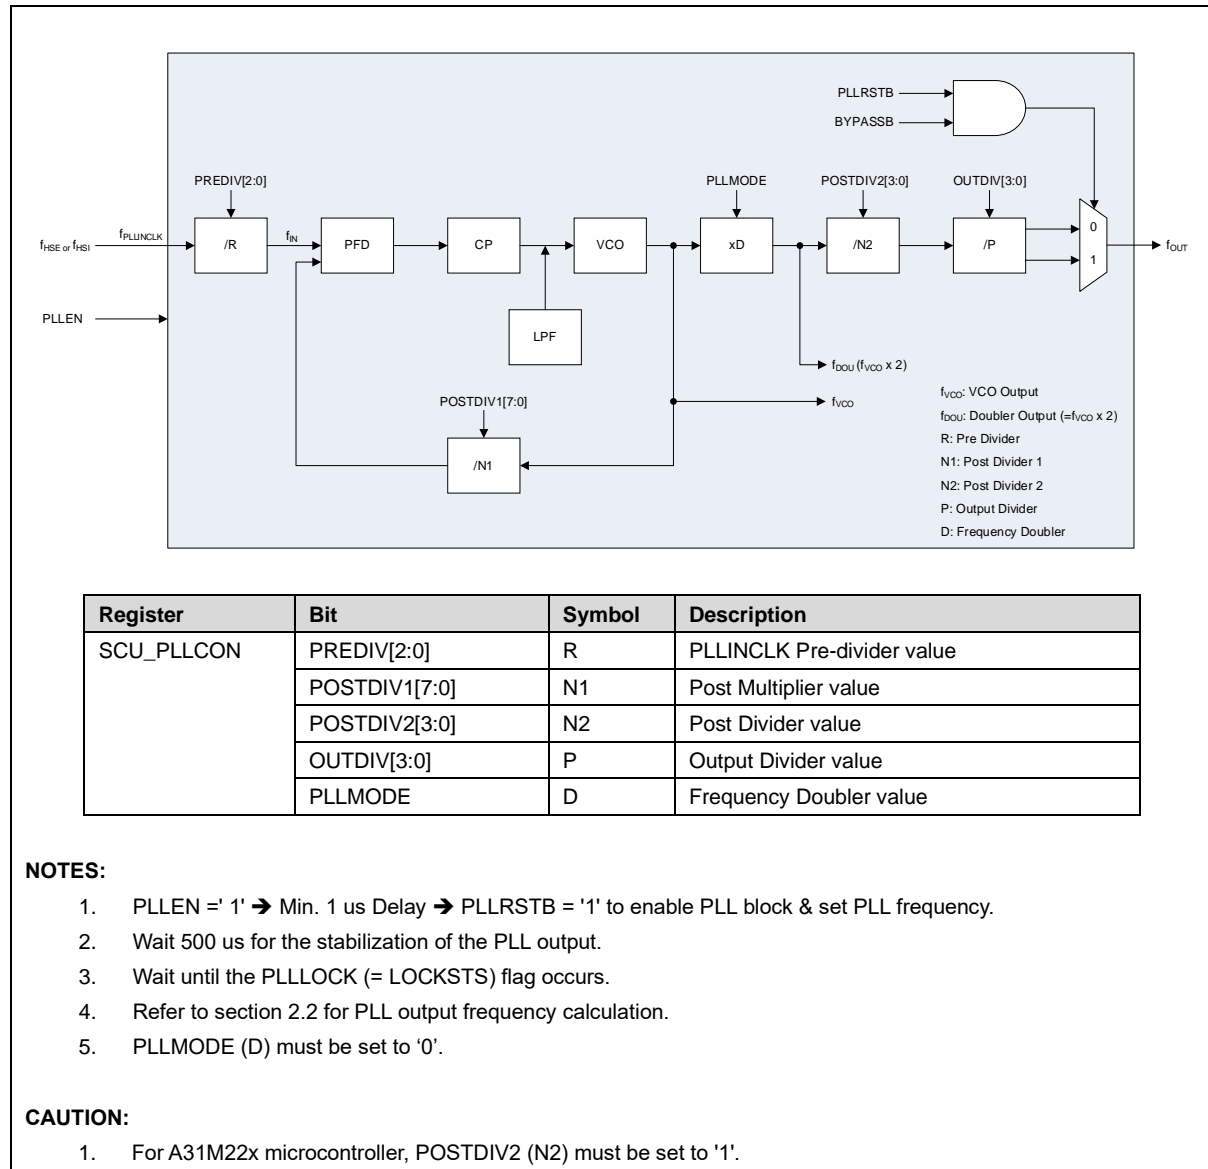 PLLRSTB
BYPASSB
PREDIV[2:0]
PLLMODE
POSTDIV2[3:0]
OUTDIV[3:0]
fHSE or fHSI
fPLLINCLK
/R
fIN
PFD
CP
VCO
xD
/N2
/P
0
1
fOUT
PLLEN
LPF
fDOU (fVCO x 2)
fVCO
POSTDIV1[7:0]
/N1
fVCO: VCO Output
fDOU: Doubler Output (=fVCO x 2)
R: Pre Divider
N1: Post Divider 1
N2: Post Divider 2
P: Output Divider
D: Frequency Doubler
Register Bit Symbol Description
SCU_PLLCON PREDIV[2:0] R PLLINCLK Pre-divider value
POSTDIV1[7:0] N1 Post Multiplier value
POSTDIV2[3:0] N2 Post Divider value
OUTDIV[3:0] P Output Divider value
PLLMODE D Frequency Doubler value
NOTES:
1. PLLEN =' 1' ➔ Min. 1 us Delay ➔ PLLRSTB = '1' to enable PLL block & set PLL frequency.
2. Wait 500 us for the stabilization of the PLL output.
3. Wait until the PLLLOCK (= LOCKSTS) flag occurs.
4. Refer to section 2.2 for PLL output frequency calculation.
5. PLLMODE (D) must be set to ‘0’.
CAUTION:
1. For A31M22x microcontroller, POSTDIV2 (N2) must be set to '1'.